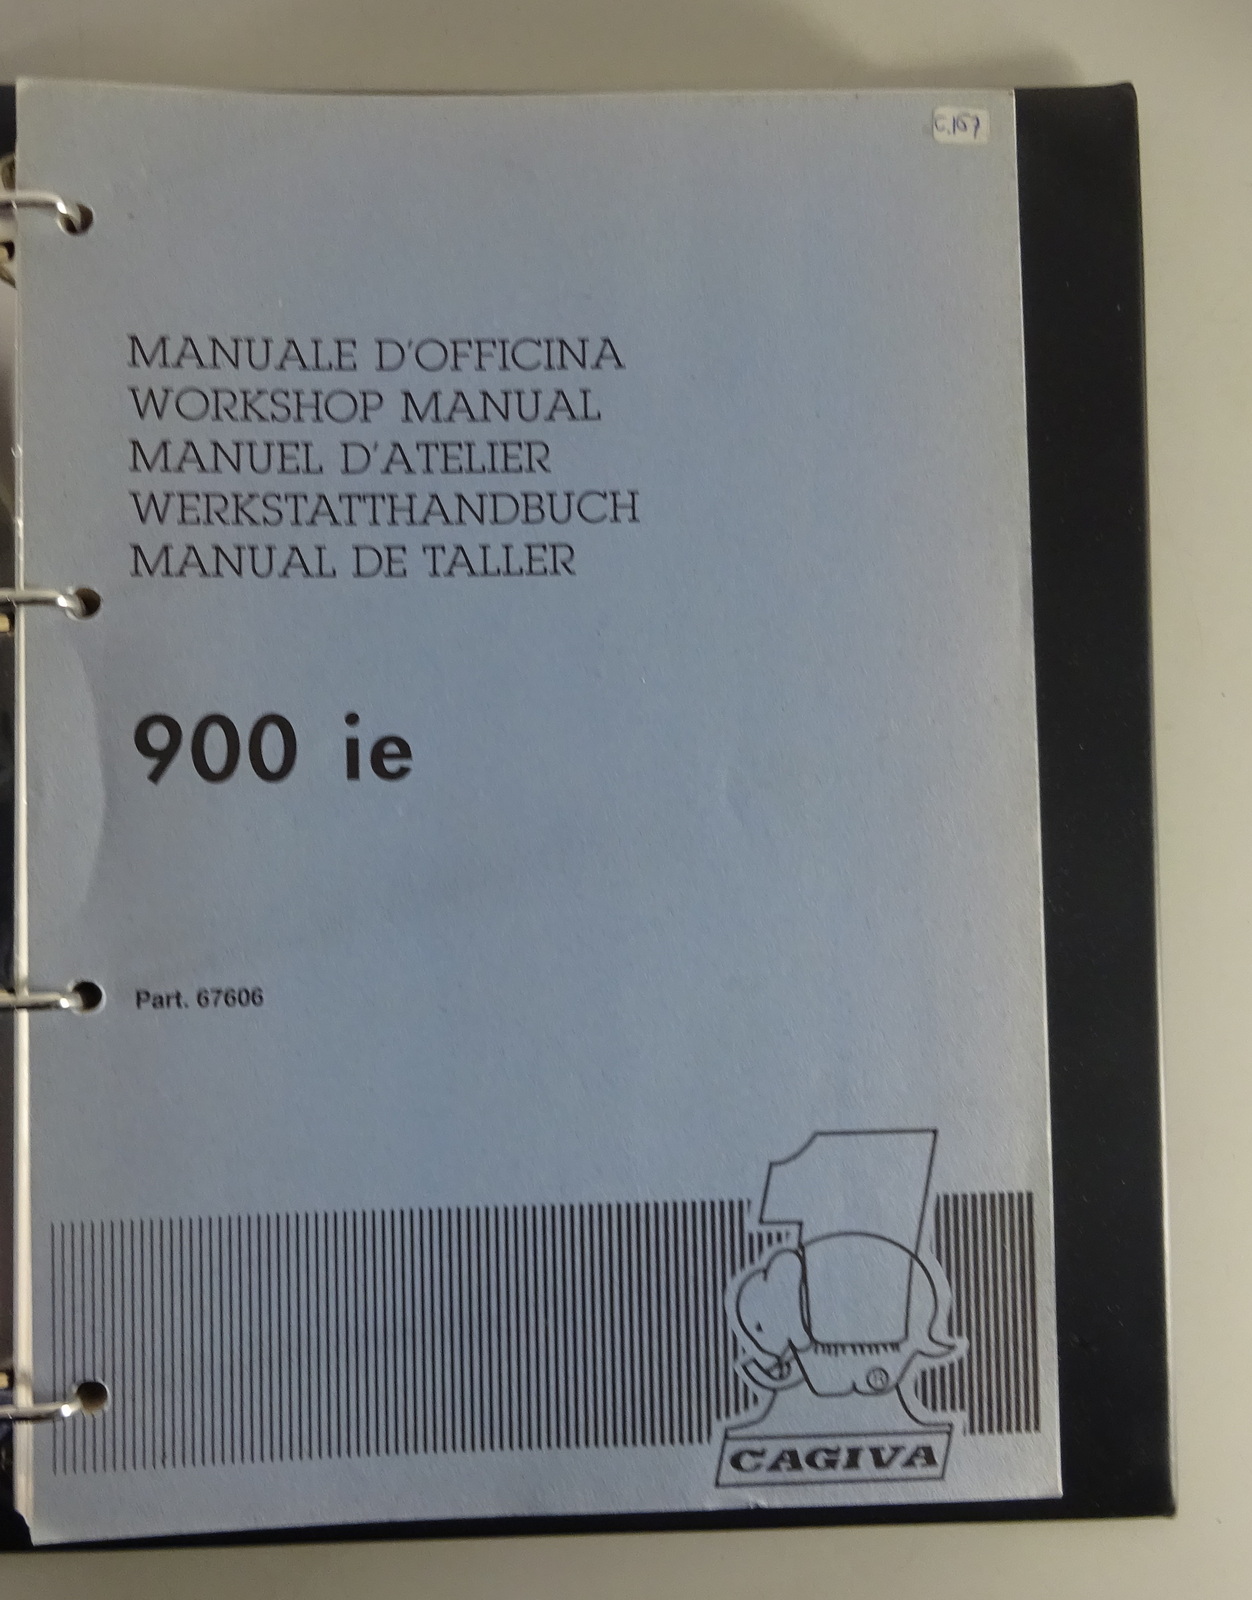 C.157
MANUALE D'OFFICINA
WORKSHOP MANUAL
MANUEL D'ATELIER
WERKSTATTHANDBUCH
MANUAL DE TALLER
900 ie
Part. 67606
®
CAGIVA